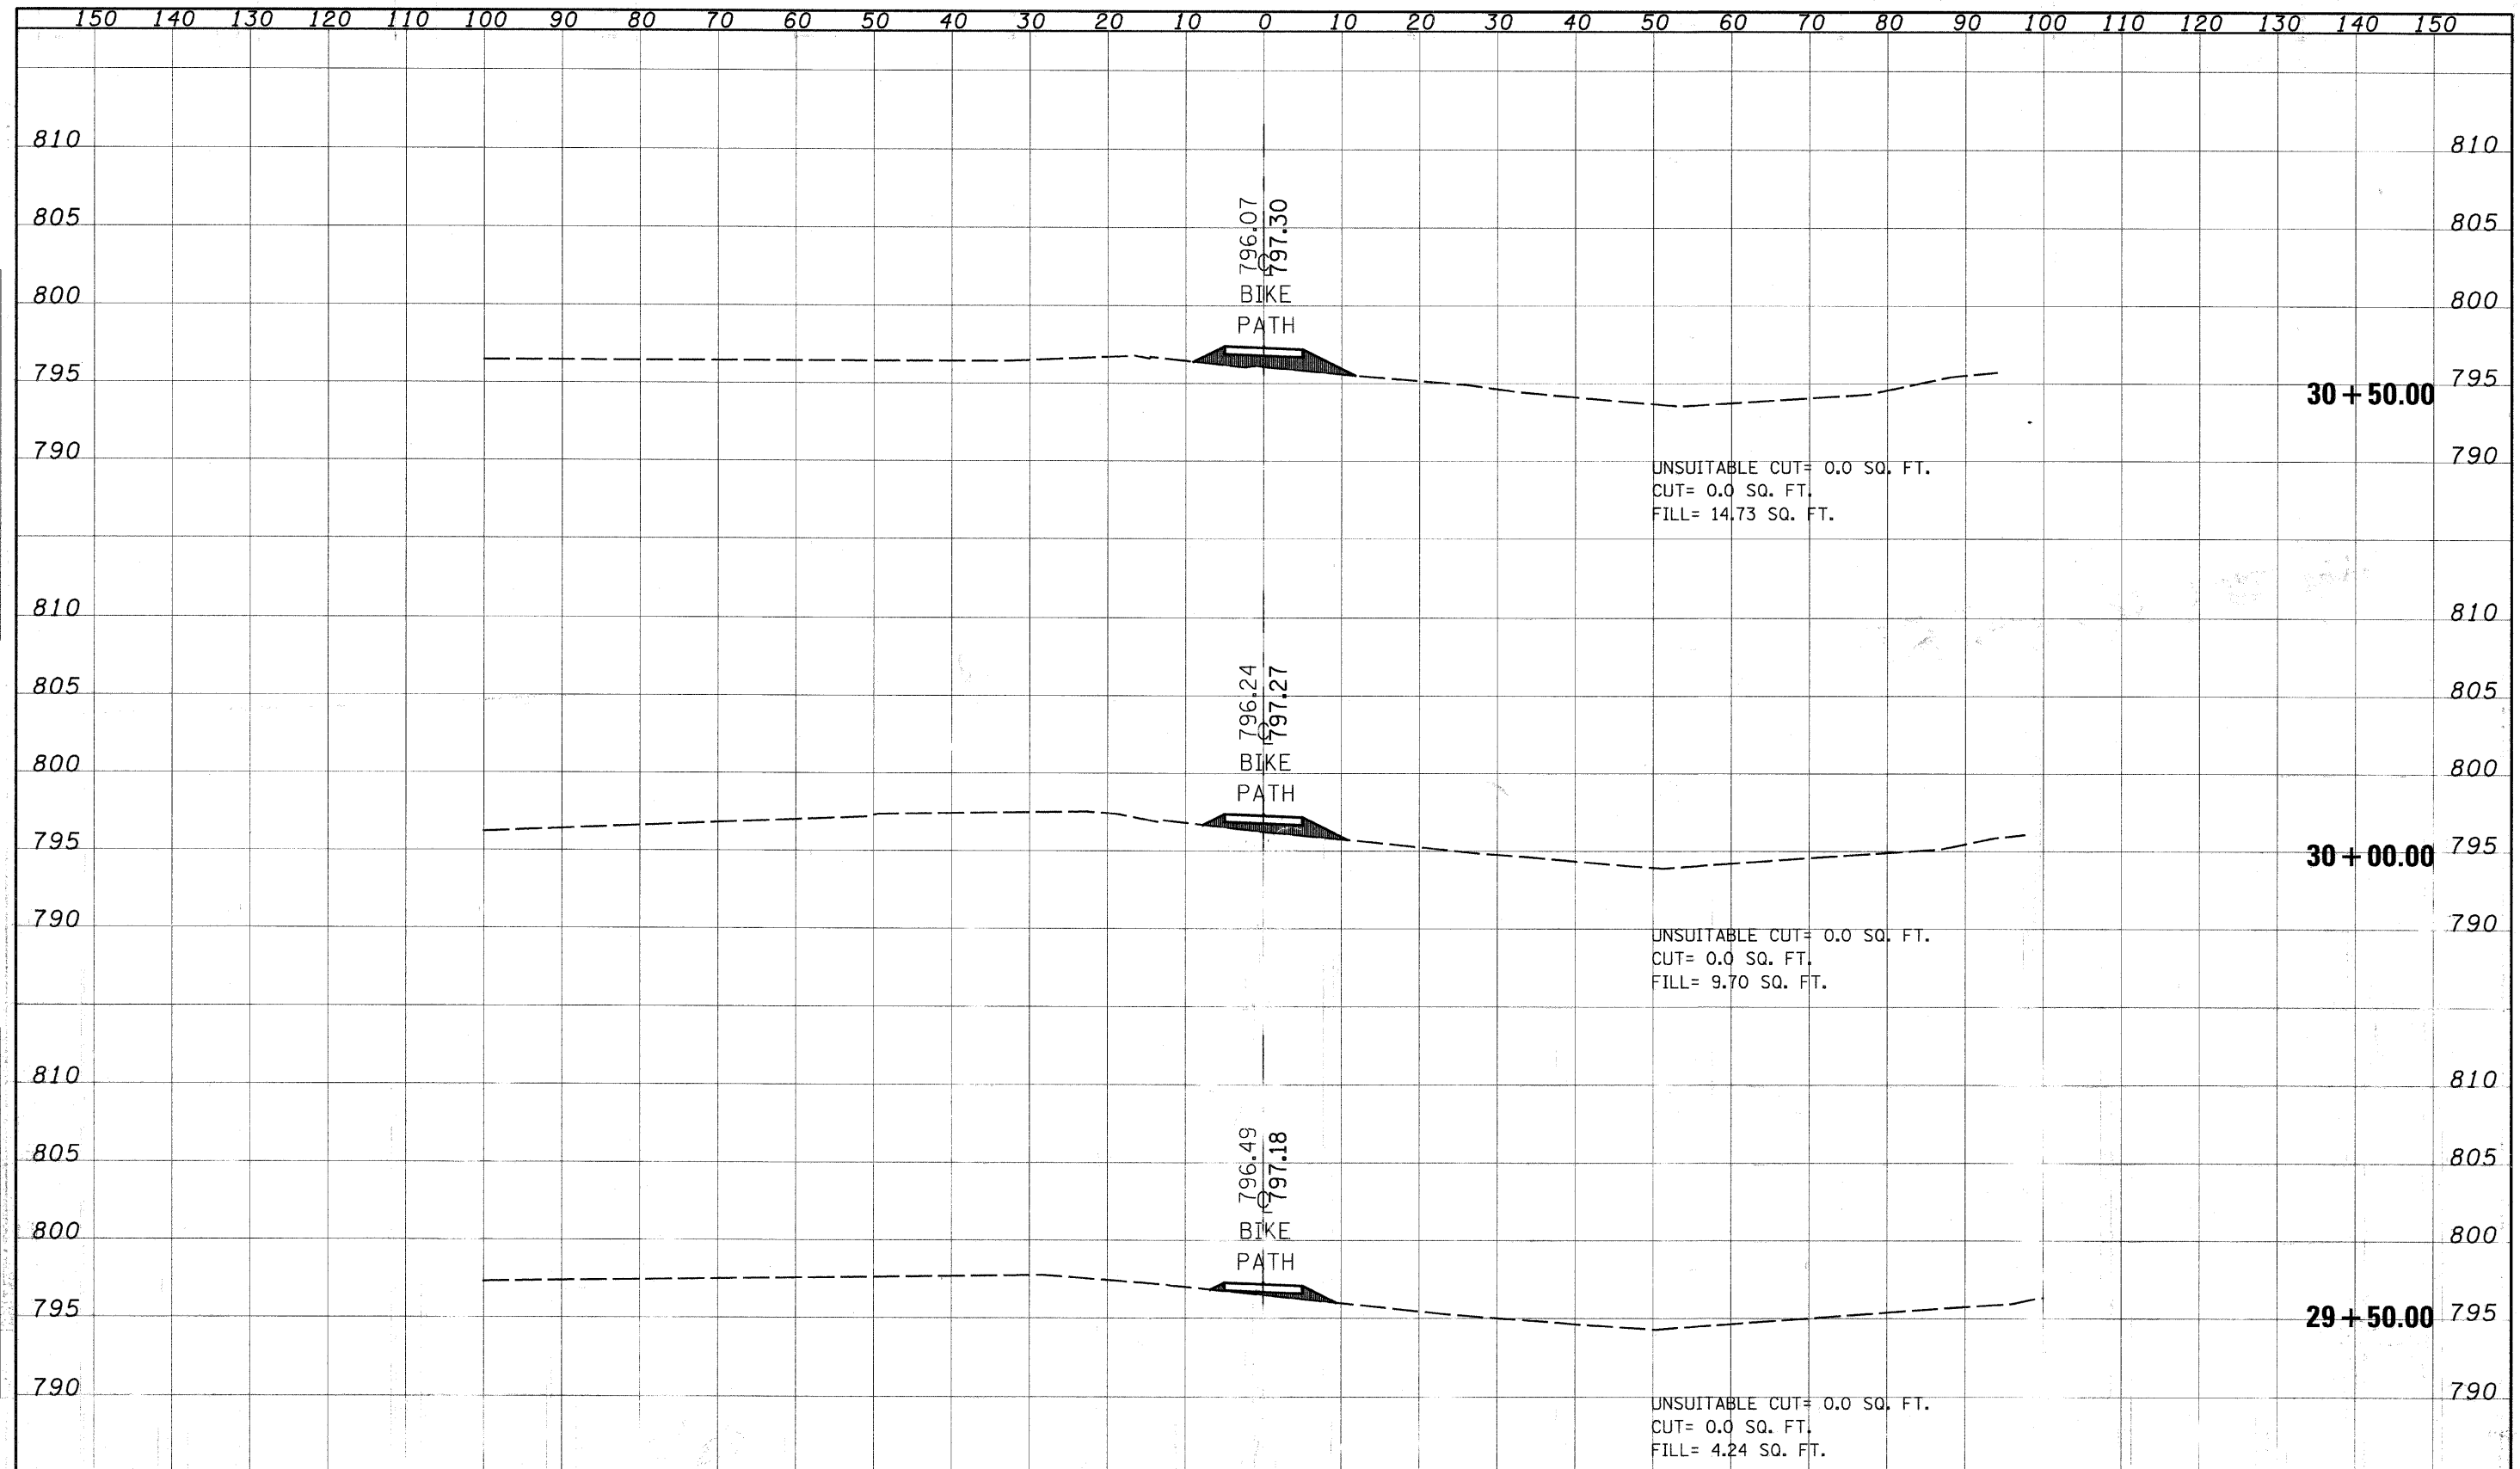 150 140 130 120 110 100 90 80 70 60 50 40 30 20 10 0 10 20 30 40 50 60 70 80 90 100 110 120 130 140 150
810 810
805 796.07 797.30 805
800 BIKE 800
PATH
795 795
30+50.00
790 790
UNSUITABLE CUT= 0.0 SQ. FT.
CUT= 0.0 SQ. FT.
FILL= 14.73 SQ. FT.
810 810
805 796.24 797.27 805
800 BIKE 800
PATH
795 30+00.00 795
790 790
UNSUITABLE CUT= 0.0 SQ. FT.
CUT= 0.0 SQ. FT.
FILL= 9.70 SQ. FT.
810 810
805 796.49 797.18 805
800 BIKE 800
PATH
795 29+50.00 795
790 790
UNSUITABLE CUT= 0.0 SQ. FT.
CUT= 0.0 SQ. FT.
FILL= 4.24 SQ. FT.